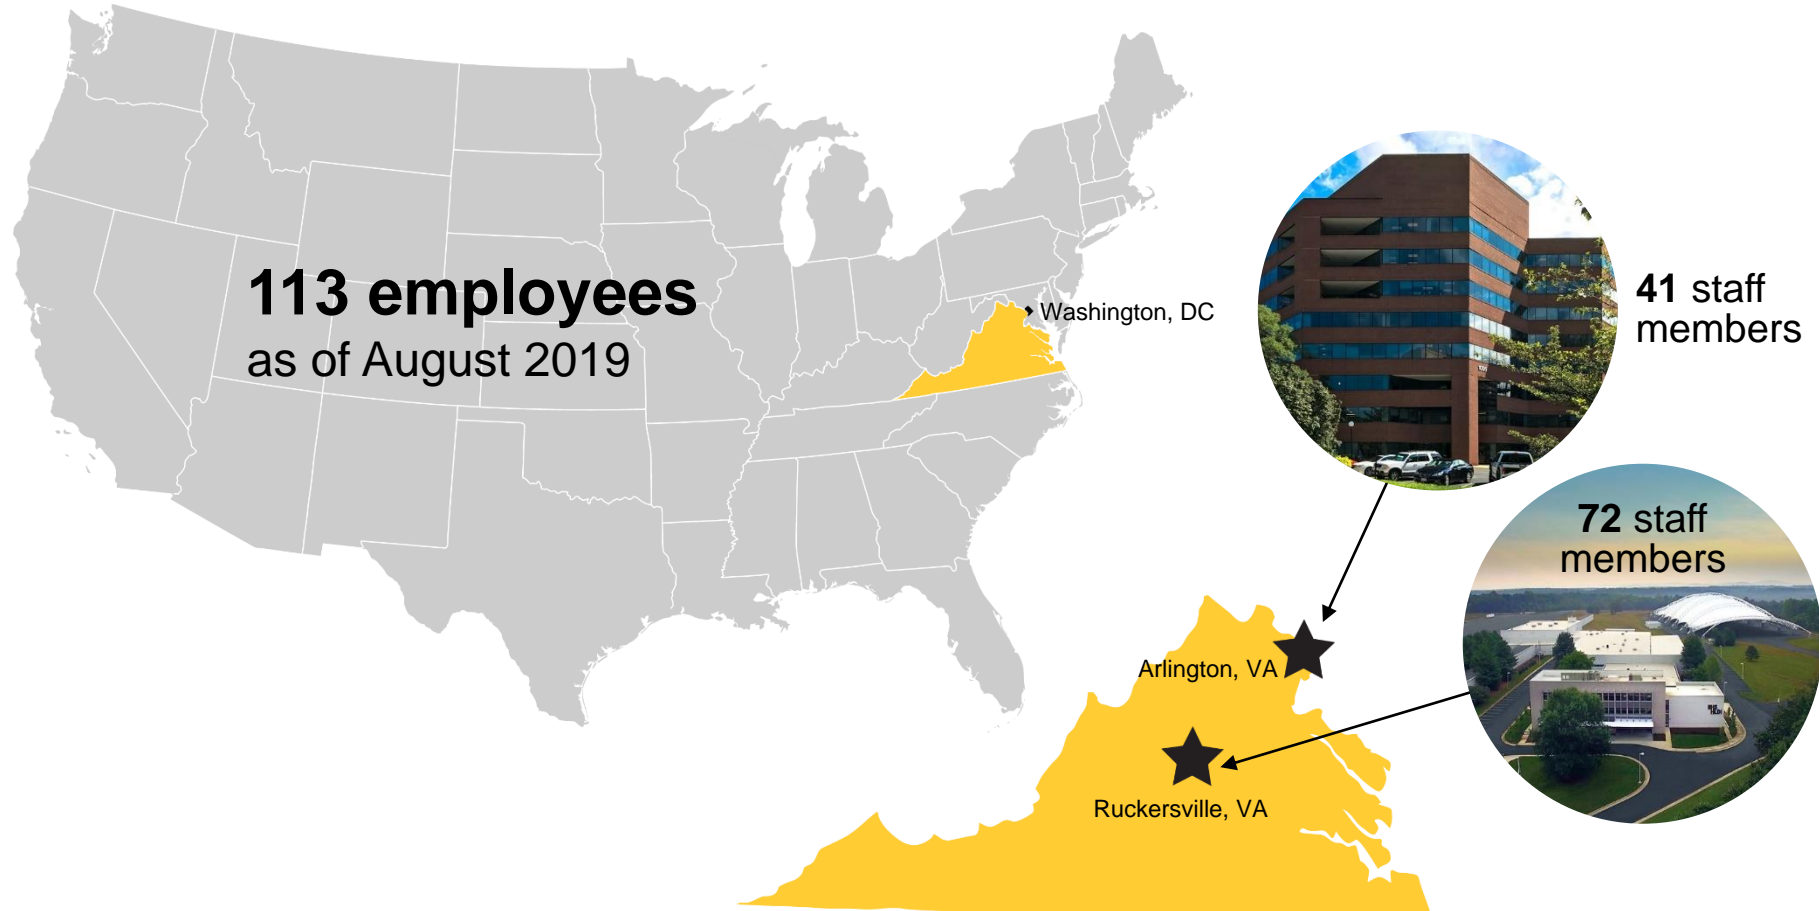 113 employees
as of August 2019
Washington, DC
41 staff
members
72 staff
members
Arlington, VA
Ruckersville, VA